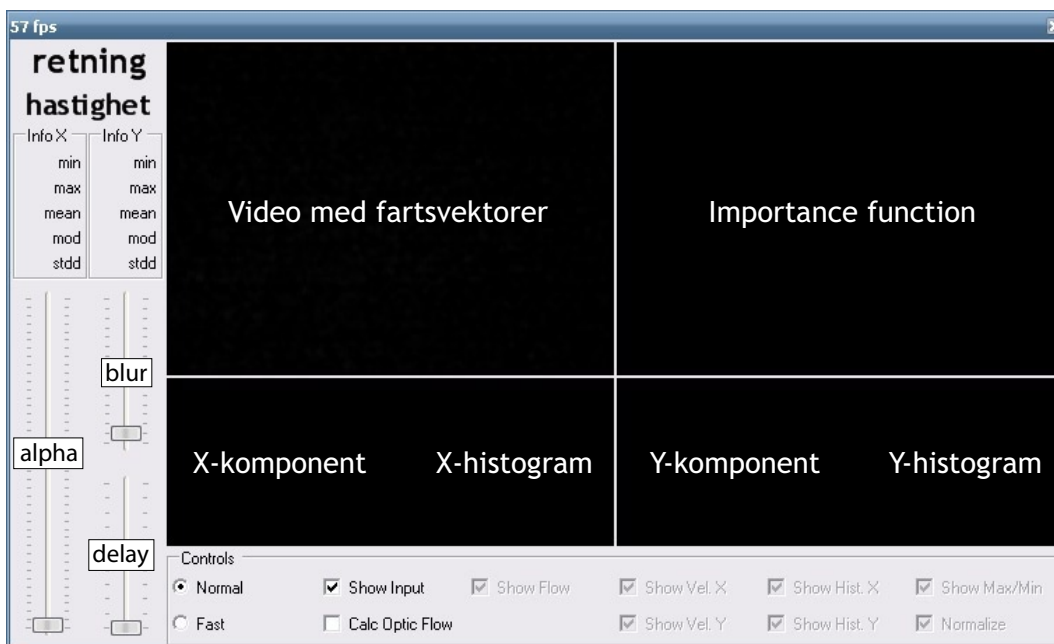 57 fps
retning
hastighet
Info X
Info Y
min
min
max
max
mean
mean
mod
mod
stdd
stdd
blur
alpha
delay
Video med fartsvektorer
Importance function
X-komponent
X-histogram
Y-komponent
Y-histogram
Controls
Normal
Show Input
Show Flow
Show Vel. X
Show Hist. X
Show Max/Min
Fast
Calc Optic Flow
Show Vel. Y
Show Hist. Y
Normalize